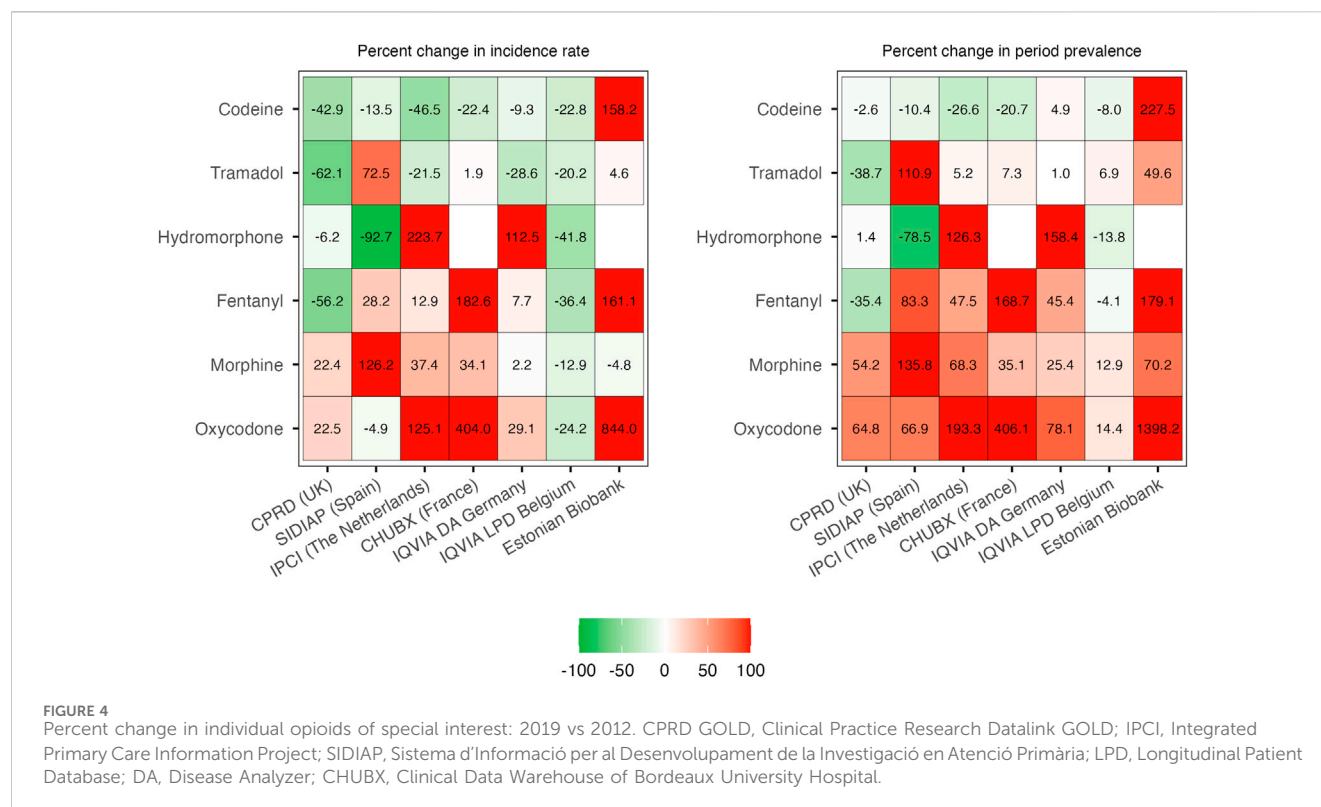 Percent change in incidence rate
Codeine -42.9 -13.5 -46.5 -22.4 -9.3 -22.8 158.2
Tramadol -62.1 72.5 -21.5 1.9 -28.6 -20.2 4.6
Hydromorphone -6.2 -92.7 223.7 112.5 -41.8
Fentanyl -56.2 28.2 12.9 182.6 7.7 -36.4 161.1
Morphine 22.4 126.2 37.4 34.1 2.2 -12.9 -4.8
Oxycodone 22.5 -4.9 125.1 404.0 29.1 -24.2 844.0
CPRD (UK)
SIDIAP (Spain)
IPCI (The Netherlands)
CHUBX (France)
IQVIA DA Germany
IQVIA LPD Belgium
Estonian Biobank
Percent change in period prevalence
Codeine -2.6 -10.4 -26.6 -20.7 4.9 -8.0 227.5
Tramadol -38.7 110.9 5.2 7.3 1.0 6.9 49.6
Hydromorphone 1.4 -78.5 126.3 158.4 -13.8
Fentanyl -35.4 83.3 47.5 168.7 45.4 -4.1 179.1
Morphine 54.2 135.8 68.3 35.1 25.4 12.9 70.2
Oxycodone 64.8 66.9 193.3 406.1 78.1 14.4 1398.2
CPRD (UK)
SIDIAP (Spain)
IPCI (The Netherlands)
CHUBX (France)
IQVIA DA Germany
IQVIA LPD Belgium
Estonian Biobank
-100 -50 0 50 100
FIGURE 4
Percent change in individual opioids of special interest: 2019 vs 2012. CPRD GOLD, Clinical Practice Research Datalink GOLD; IPCI, Integrated
Primary Care Information Project; SIDIAP, Sistema d'Informació per al Desenvolupament de la Investigació en Atenció Primària; LPD, Longitudinal Patient
Database; DA, Disease Analyzer; CHUBX, Clinical Data Warehouse of Bordeaux University Hospital.